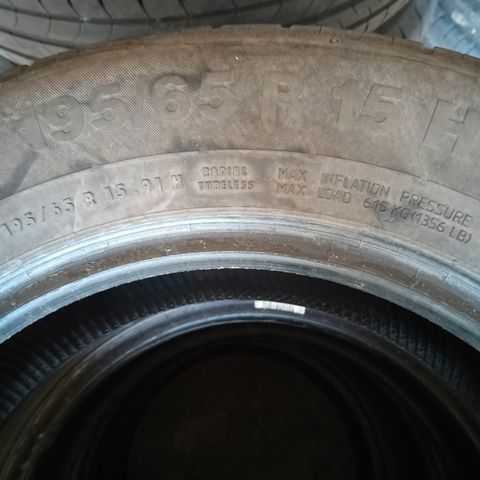 195/65 R 15 H
195/65 R 15 91 H
RADIAL
TUBELESS
MAX INFLATION PRESSURE
MAX LOAD 615 KG (1356 LB)